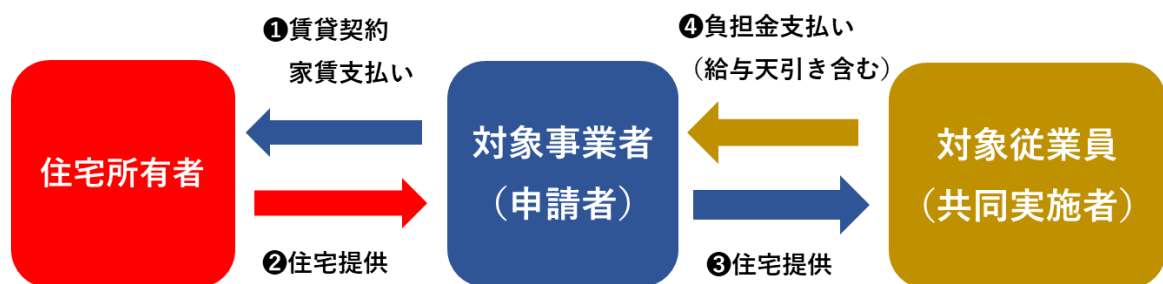 ❶賃貸契約
家賃支払い
❹負担金支払い
（給与天引き含む）
住宅所有者
対象事業者
（申請者）
対象従業員
（共同実施者）
❷住宅提供
❸住宅提供